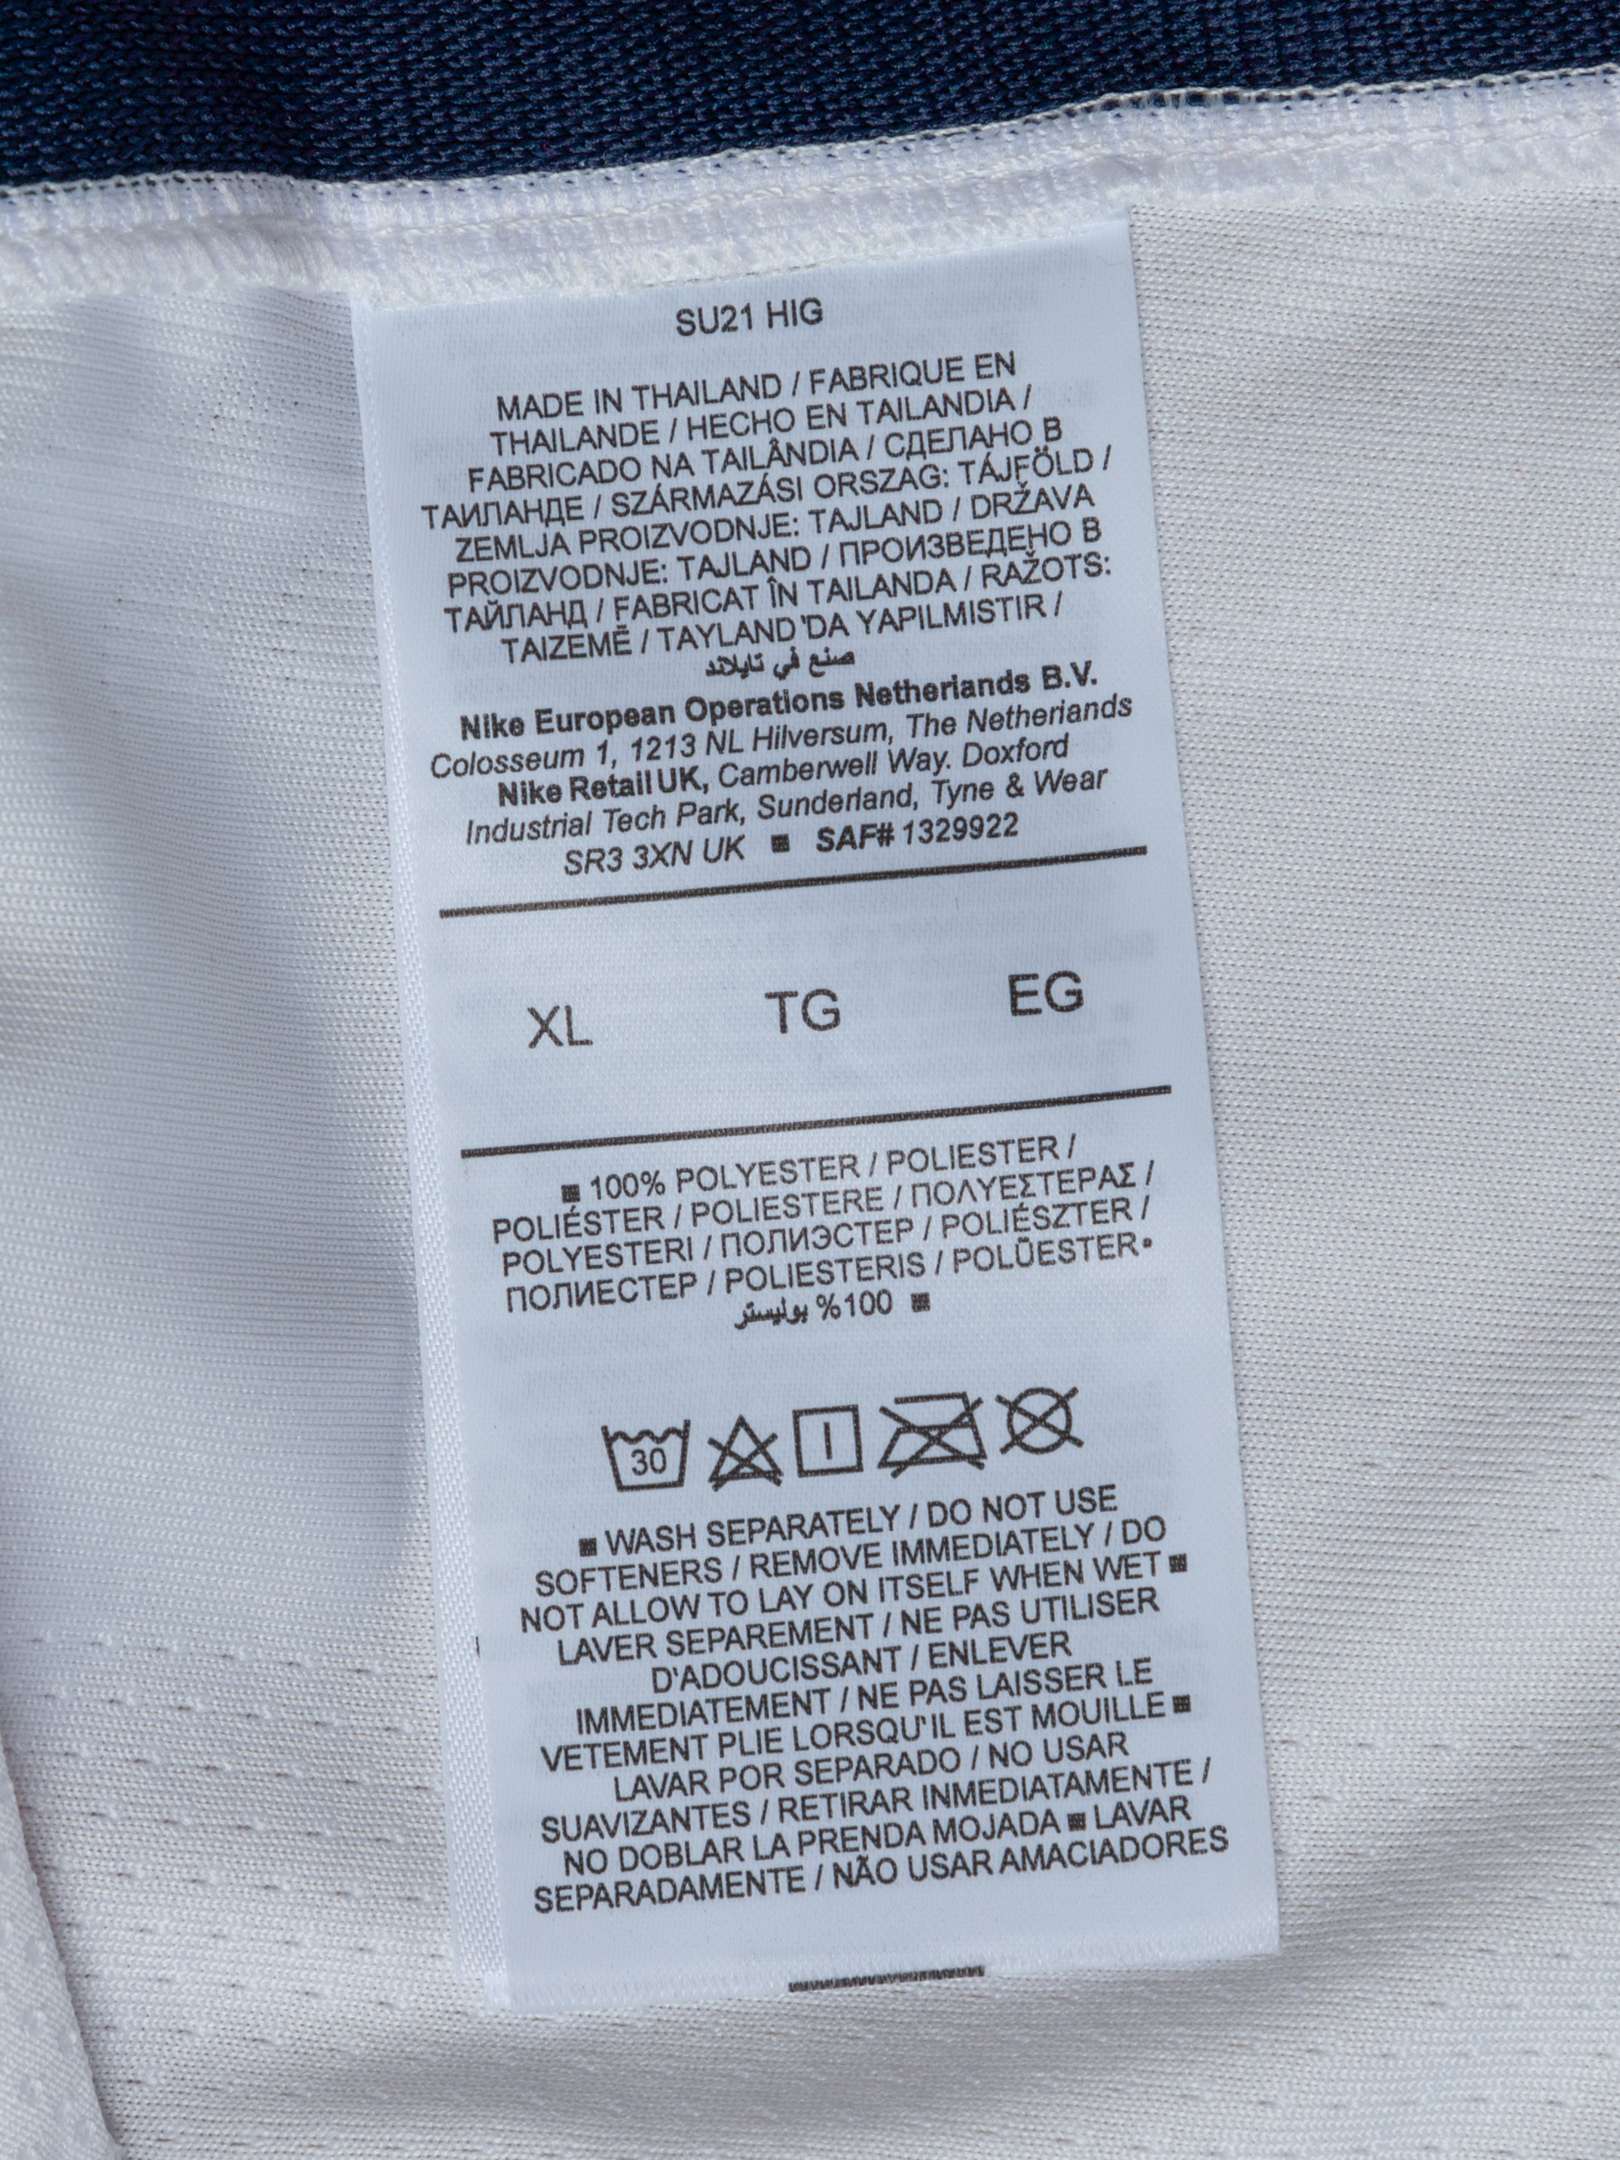 SU21 HIG
MADE IN THAILAND / FABRIQUE EN
THAILANDE / HECHO EN TAILANDIA /
FABRICADO NA TAILÂNDIA / СДЕЛАНО В
ТАИЛАНДЕ / SZÁRMAZÁSI ORSZAG: TÁJFÖLD /
ZEMLJA PROIZVODNJE: TAJLAND / DRŽAVA
PROIZVODNJE: TAJLAND / ПРОИЗВЕДЕНО В
ТАЙЛАНД / FABRICAT ÎN TAILANDA / RAŽOTS:
TAIZEMĒ / TAYLAND'DA YAPILMISTIR /
صنع في تايلاند
Nike European Operations Netherlands B.V.
Colosseum 1, 1213 NL Hilversum, The Netherlands
Nike Retail UK, Camberwell Way. Doxford
Industrial Tech Park, Sunderland, Tyne & Wear
SR3 3XN UK ■ SAF# 1329922
XL TG EG
■ 100% POLYESTER / POLIESTER /
POLIÉSTER / POLIESTERE / ΠΟΛΥΕΣΤΕΡΑΣ /
POLYESTERI / ПОЛИЭСТЕР / POLIÉSZTER /
ПОЛИЕСТЕР / POLIESTERIS / POLŪESTER•
100% بوليستر ■
30
■ WASH SEPARATELY / DO NOT USE
SOFTENERS / REMOVE IMMEDIATELY / DO
NOT ALLOW TO LAY ON ITSELF WHEN WET ■
LAVER SEPAREMENT / NE PAS UTILISER
D'ADOUCISSANT / ENLEVER
IMMEDIATEMENT / NE PAS LAISSER LE
VETEMENT PLIE LORSQU'IL EST MOUILLE ■
LAVAR POR SEPARADO / NO USAR
SUAVIZANTES / RETIRAR INMEDIATAMENTE /
NO DOBLAR LA PRENDA MOJADA ■ LAVAR
SEPARADAMENTE / NÃO USAR AMACIADORES